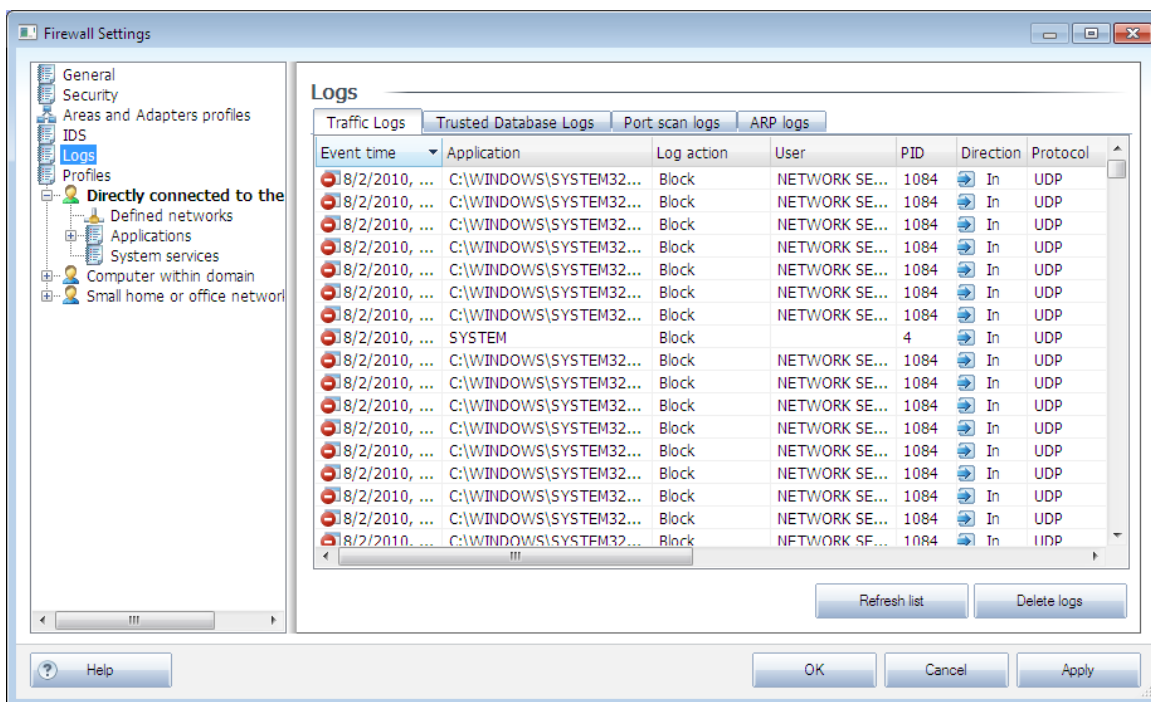 Firewall Settings
General
Security
Areas and Adapters profiles
IDS
Logs
Profiles
Directly connected to the
Defined networks
Applications
System services
Computer within domain
Small home or office network
Logs
Traffic Logs Trusted Database Logs Port scan logs ARP logs
Event time Application Log action User PID Direction Protocol
8/2/2010, ... C:\WINDOWS\SYSTEM32... Block NETWORK SE... 1084 In UDP
8/2/2010, ... C:\WINDOWS\SYSTEM32... Block NETWORK SE... 1084 In UDP
8/2/2010, ... C:\WINDOWS\SYSTEM32... Block NETWORK SE... 1084 In UDP
8/2/2010, ... C:\WINDOWS\SYSTEM32... Block NETWORK SE... 1084 In UDP
8/2/2010, ... C:\WINDOWS\SYSTEM32... Block NETWORK SE... 1084 In UDP
8/2/2010, ... C:\WINDOWS\SYSTEM32... Block NETWORK SE... 1084 In UDP
8/2/2010, ... C:\WINDOWS\SYSTEM32... Block NETWORK SE... 1084 In UDP
8/2/2010, ... SYSTEM Block 4 In UDP
8/2/2010, ... C:\WINDOWS\SYSTEM32... Block NETWORK SE... 1084 In UDP
8/2/2010, ... C:\WINDOWS\SYSTEM32... Block NETWORK SE... 1084 In UDP
8/2/2010, ... C:\WINDOWS\SYSTEM32... Block NETWORK SE... 1084 In UDP
8/2/2010, ... C:\WINDOWS\SYSTEM32... Block NETWORK SE... 1084 In UDP
8/2/2010, ... C:\WINDOWS\SYSTEM32... Block NETWORK SE... 1084 In UDP
8/2/2010, ... C:\WINDOWS\SYSTEM32... Block NETWORK SE... 1084 In UDP
8/2/2010, ... C:\WINDOWS\SYSTEM32... Block NETWORK SE... 1084 In UDP
8/2/2010, ... C:\WINDOWS\SYSTEM32... Block NETWORK SE... 1084 In UDP
8/2/2010, ... C:\WINDOWS\SYSTEM32... Block NETWORK SE... 1084 In UDP
Refresh list Delete logs
Help OK Cancel Apply